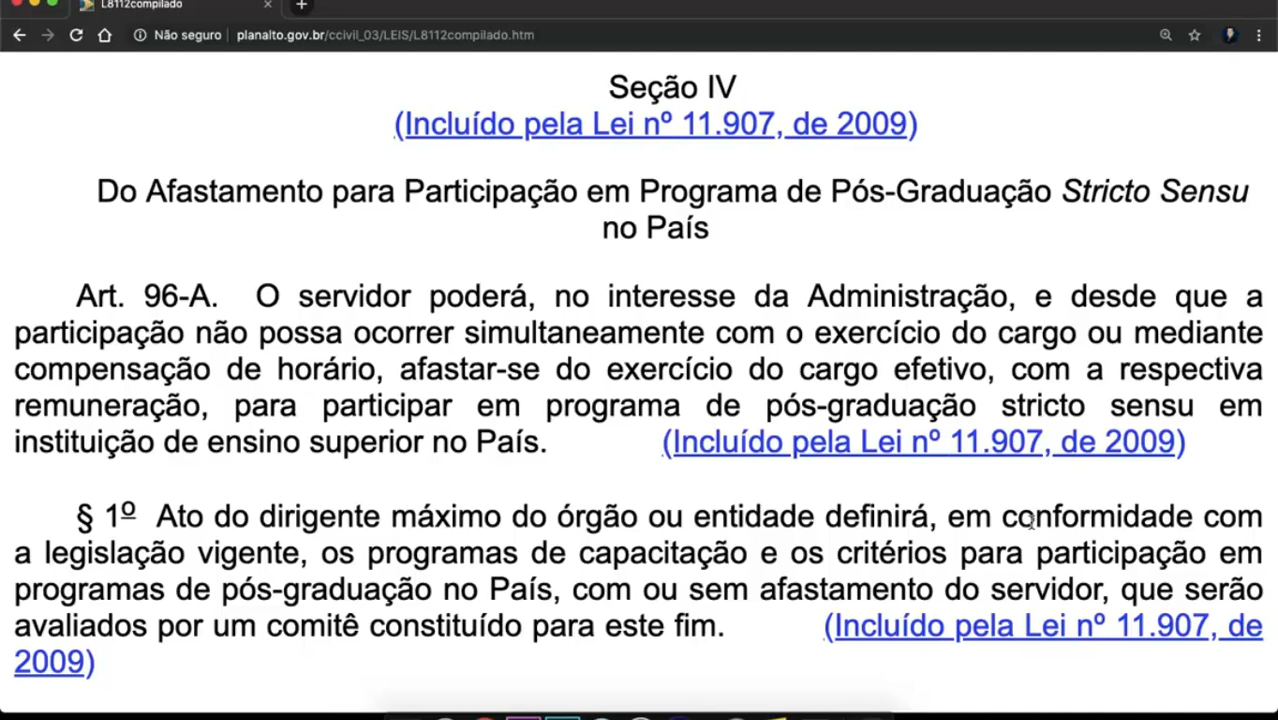 L8112compilado
Não seguro planalto.gov.br/ccivil_03/LEIS/L8112compilado.htm
Seção IV
(Incluído pela Lei nº 11.907, de 2009)
Do Afastamento para Participação em Programa de Pós-Graduação Stricto Sensu
no País
Art. 96-A. O servidor poderá, no interesse da Administração, e desde que a
participação não possa ocorrer simultaneamente com o exercício do cargo ou mediante
compensação de horário, afastar-se do exercício do cargo efetivo, com a respectiva
remuneração, para participar em programa de pós-graduação stricto sensu em
instituição de ensino superior no País. (Incluído pela Lei nº 11.907, de 2009)
§ 1º Ato do dirigente máximo do órgão ou entidade definirá, em conformidade com
a legislação vigente, os programas de capacitação e os critérios para participação em
programas de pós-graduação no País, com ou sem afastamento do servidor, que serão
avaliados por um comitê constituído para este fim. (Incluído pela Lei nº 11.907, de
2009)